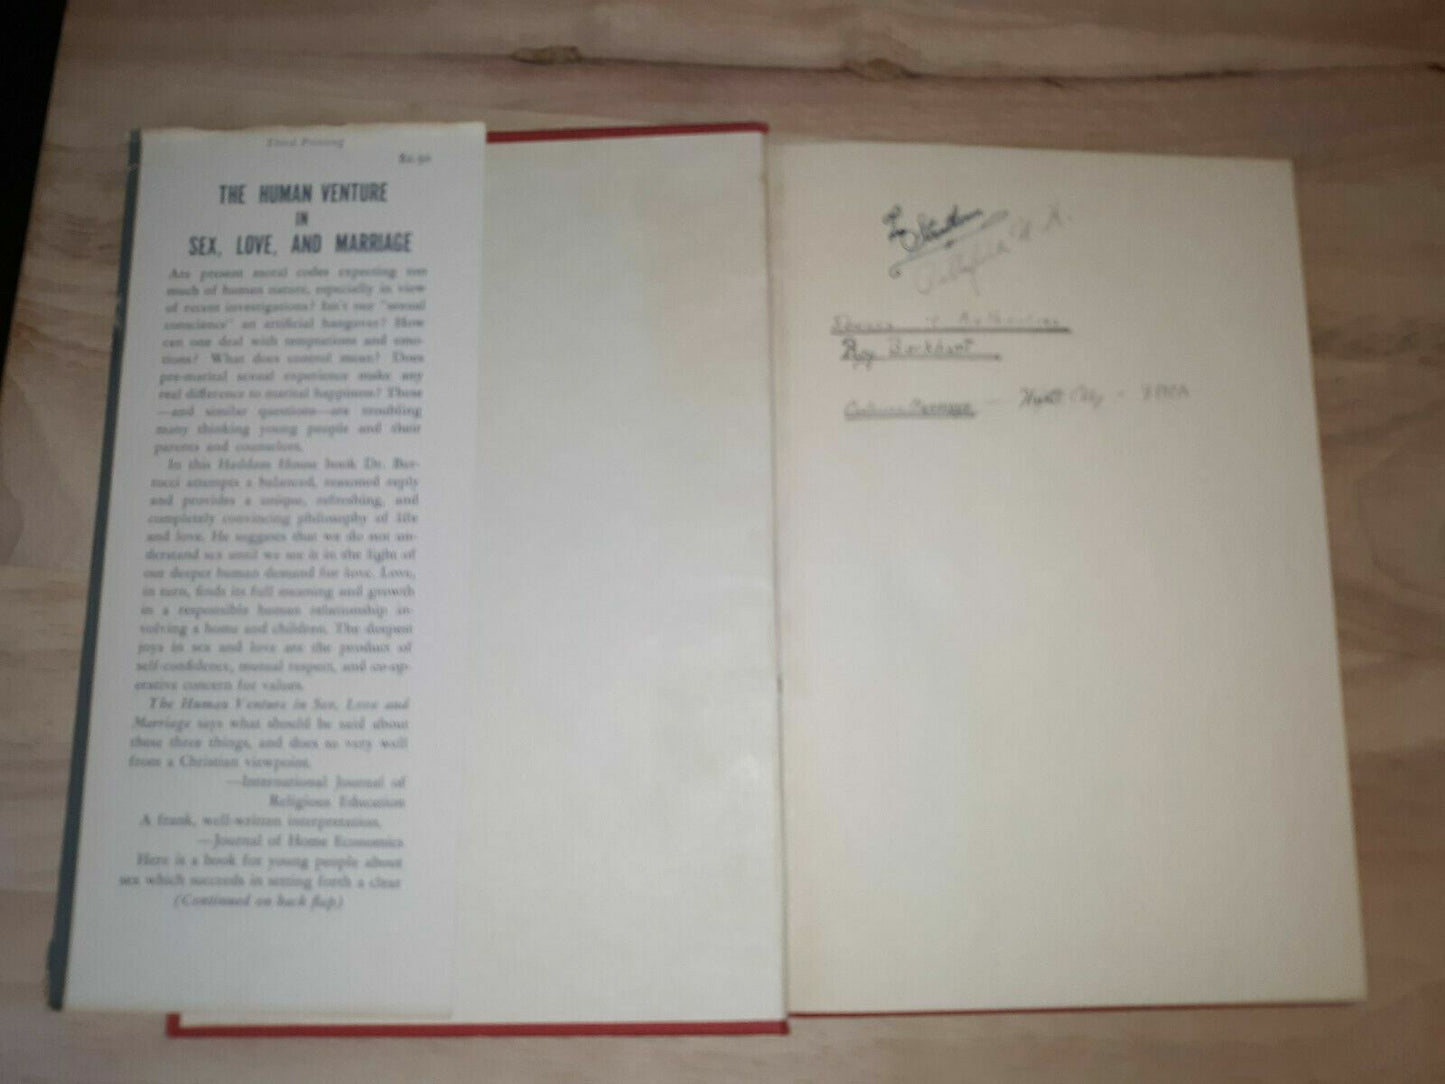 Third Printing
$2.50
THE HUMAN VENTURE
IN
SEX, LOVE, AND MARRIAGE
Are present moral codes expecting too
much of human nature, especially in view
of recent investigations? Isn't our "sexual
conscience" an artificial hangover? How
can one deal with temptations and emo-
tions? What does control mean? Does
pre-marital sexual experience make any
real difference to marital happiness? These
—and similar questions—are troubling
many thinking young people and their
parents and counselors.
In this Haddam House book Dr. Ber-
tocci attempts a balanced, reasoned reply
and provides a unique, refreshing, and
completely convincing philosophy of life
and love. He suggests that we do not un-
derstand sex until we see it in the light of
our deeper human demand for love. Love,
in turn, finds its full meaning and growth
in a responsible human relationship in-
volving a home and children. The deepest
joys in sex and love are the product of
self-confidence, mutual respect, and co-op-
erative concern for values.
The Human Venture in Sex, Love and
Marriage says what should be said about
these three things, and does so very well
from a Christian viewpoint.
—International Journal of
Religious Education
A frank, well-written interpretation.
—Journal of Home Economics
Here is a book for young people about
sex which succeeds in setting forth a clear
(Continued on back flap)
Roy Burkhart